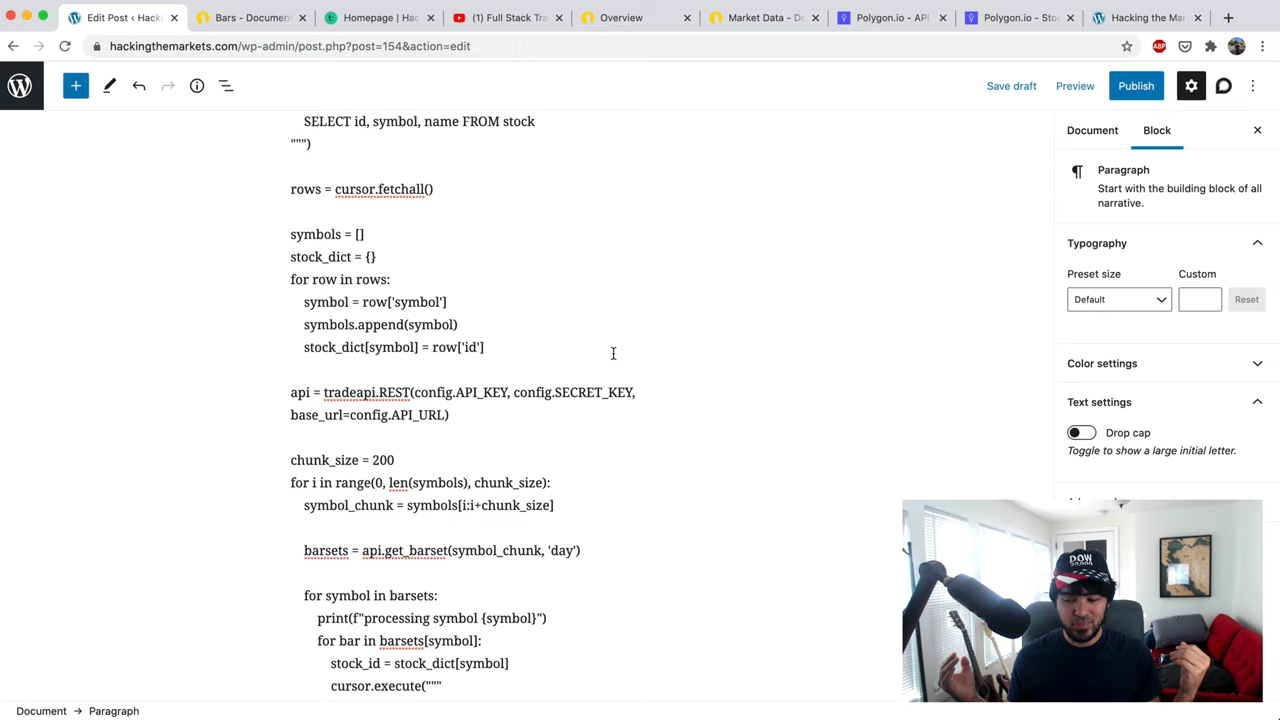 Edit Post ‹ Hack
Bars - Document
Homepage | Hac
(1) Full Stack Tra
Overview
Market Data - Do
Polygon.io - API
Polygon.io - Sto
Hacking the Mar
hackingthemarkets.com/wp-admin/post.php?post=154&action=edit
ABP
Save draft
Preview
Publish
SELECT id, symbol, name FROM stock
""")
rows = cursor.fetchall()
symbols = []
stock_dict = {}
for row in rows:
symbol = row['symbol']
symbols.append(symbol)
stock_dict[symbol] = row['id']
api = tradeapi.REST(config.API_KEY, config.SECRET_KEY,
base_url=config.API_URL)
chunk_size = 200
for i in range(0, len(symbols), chunk_size):
symbol_chunk = symbols[i:i+chunk_size]
barsets = api.get_barset(symbol_chunk, 'day')
for symbol in barsets:
print(f"processing symbol {symbol}")
for bar in barsets[symbol]:
stock_id = stock_dict[symbol]
cursor.execute("""
Document
Block
Paragraph
Start with the building block of all
narrative.
Typography
Preset size
Custom
Default
Reset
Color settings
Text settings
Drop cap
Toggle to show a large initial letter.
DOW
Document → Paragraph